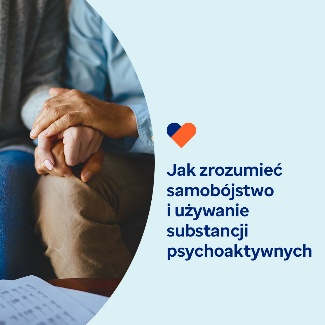 Jak zrozumieć
samobójstwo
i używanie
substancji
psychoaktywnych